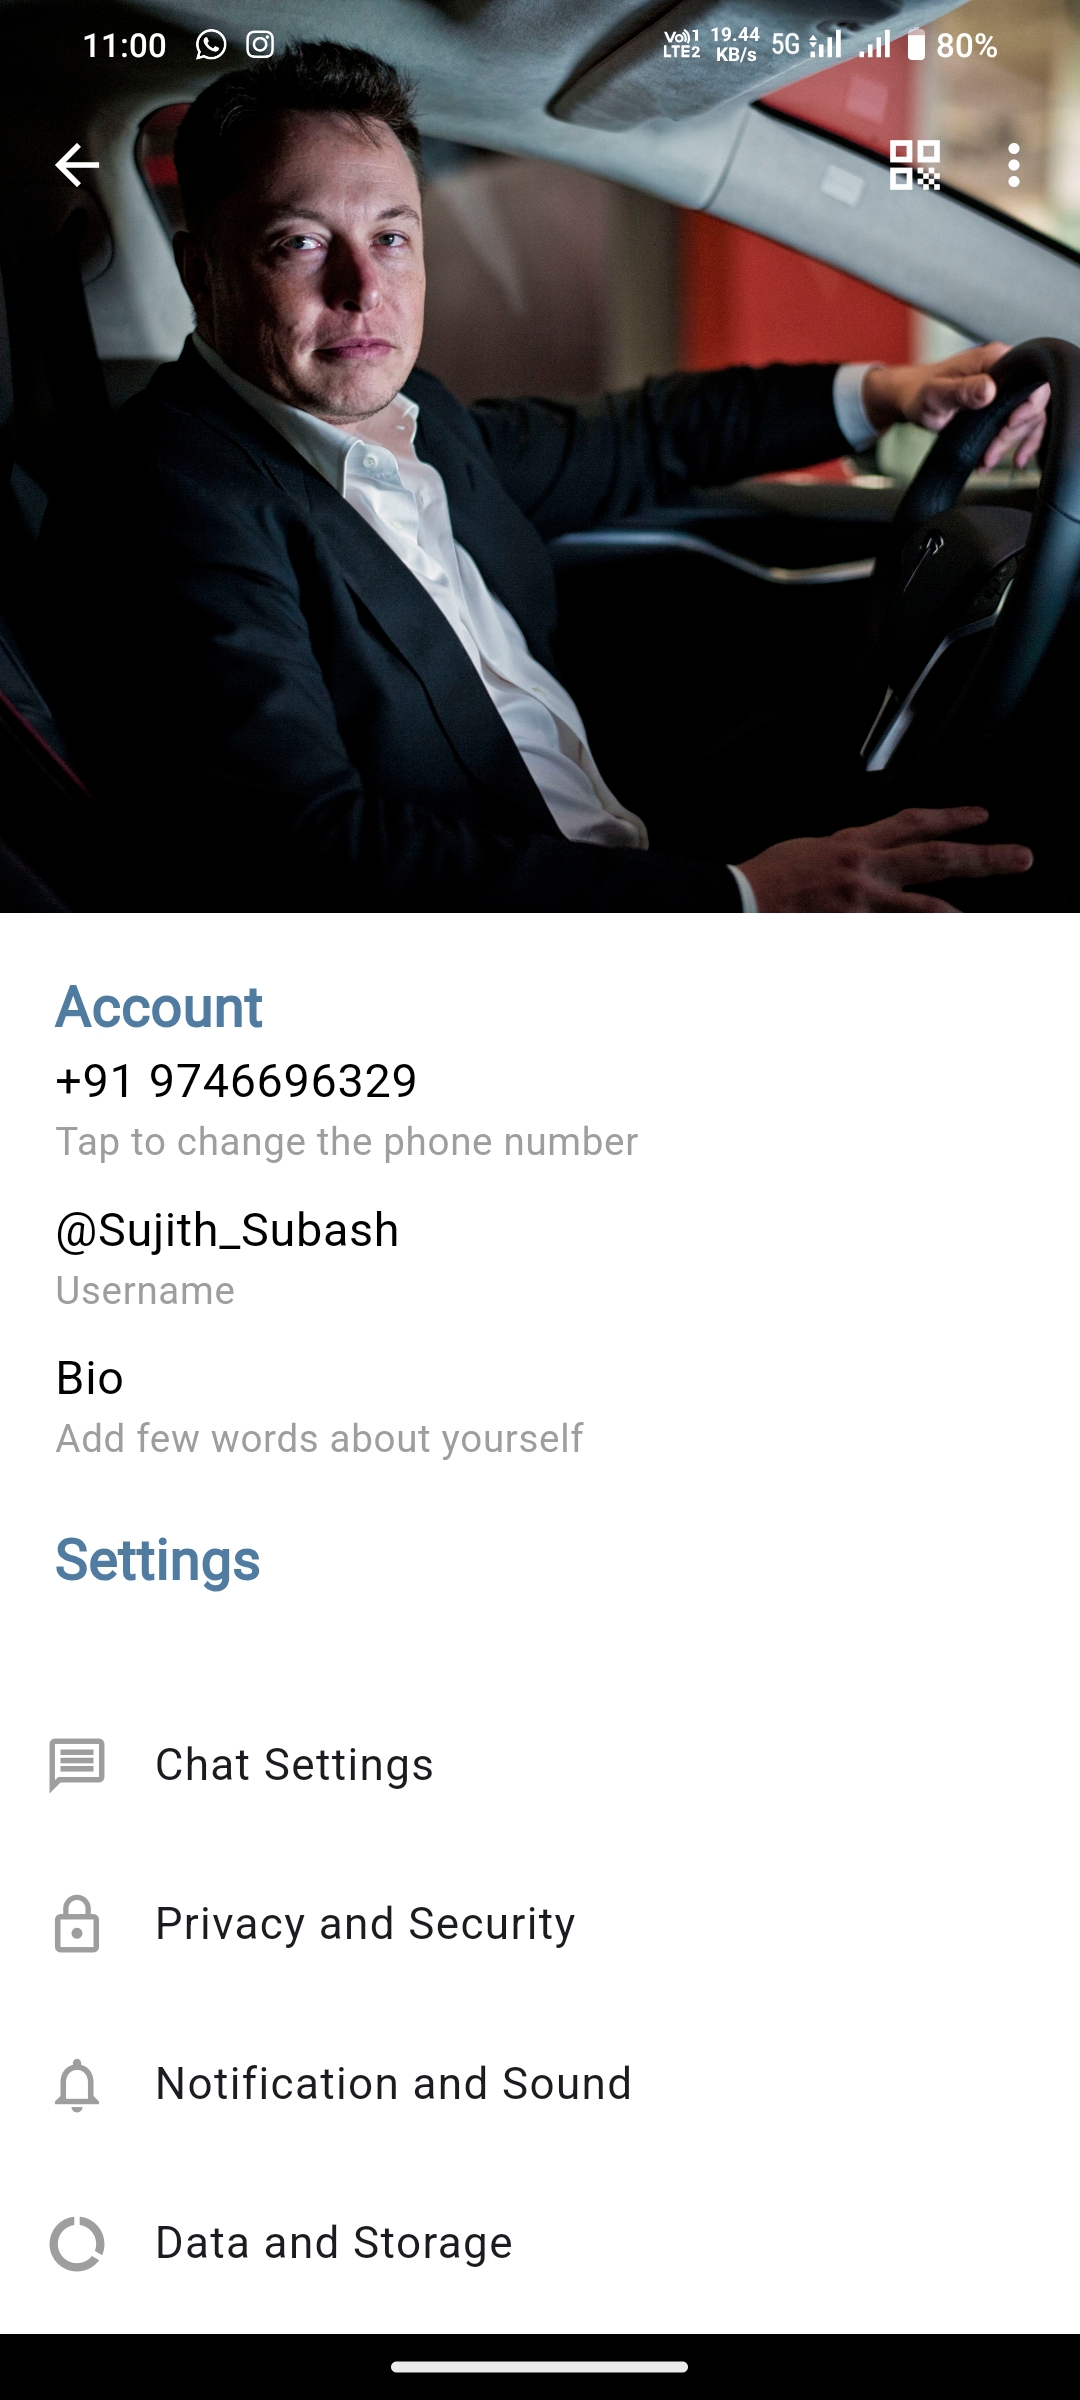 11:00 Vo)) 1 LTE2 19.44 KB/s 5G 80%
Account
+91 9746696329
Tap to change the phone number
@Sujith_Subash
Username
Bio
Add few words about yourself
Settings
Chat Settings
Privacy and Security
Notification and Sound
Data and Storage